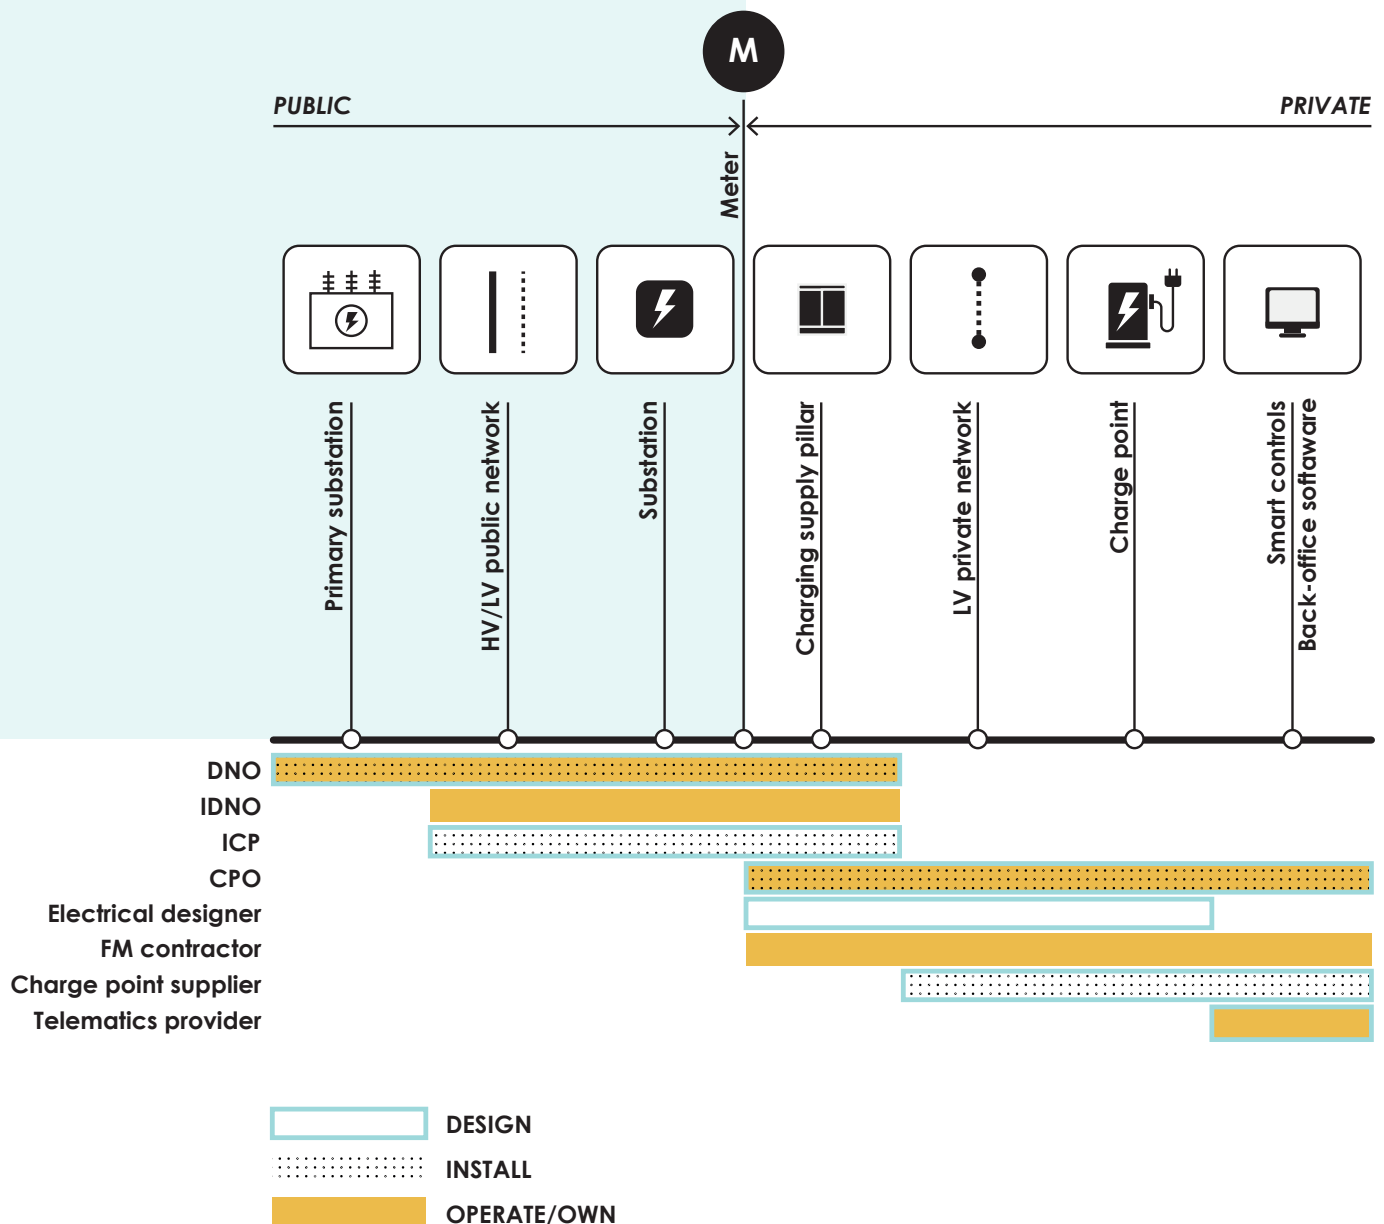 M
PUBLIC
PRIVATE
Meter
Primary substation
HV/LV public network
Substation
Charging supply pillar
LV private network
Charge point
Smart controls
Back-office softaware
DNO
IDNO
ICP
CPO
Electrical designer
FM contractor
Charge point supplier
Telematics provider
DESIGN
INSTALL
OPERATE/OWN